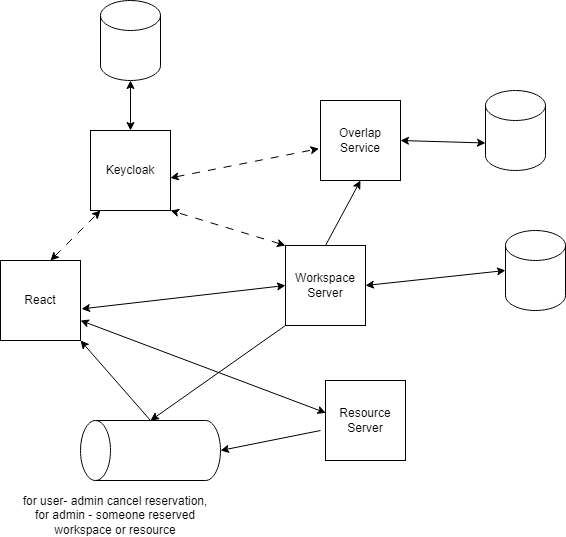 Overlap
Service
Keycloak
Workspace
Server
React
Resource
Server
for user- admin cancel reservation,
for admin - someone reserved
workspace or resource